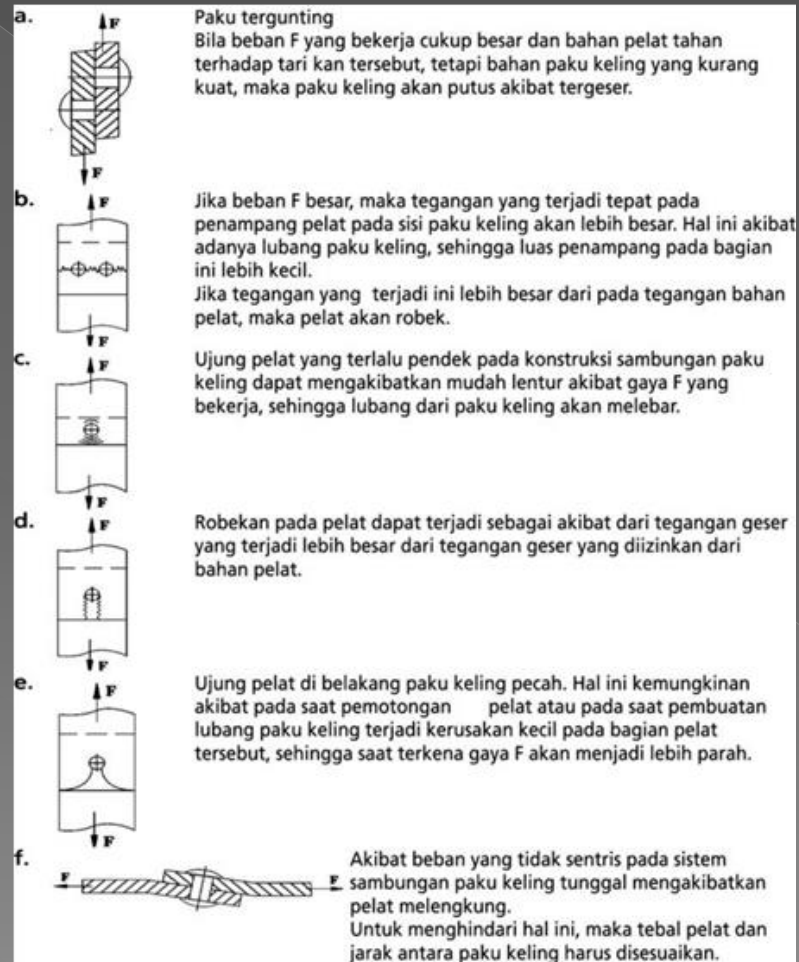 a.
F
Paku tergunting
Bila beban F yang bekerja cukup besar dan bahan pelat tahan
terhadap tari kan tersebut, tetapi bahan paku keling yang kurang
kuat, maka paku keling akan putus akibat tergeser.
F
b.
F
Jika beban F besar, maka tegangan yang terjadi tepat pada
penampang pelat pada sisi paku keling akan lebih besar. Hal ini akibat
adanya lubang paku keling, sehingga luas penampang pada bagian
ini lebih kecil.
Jika tegangan yang terjadi ini lebih besar dari pada tegangan bahan
pelat, maka pelat akan robek.
F
c.
F
Ujung pelat yang terlalu pendek pada konstruksi sambungan paku
keling dapat mengakibatkan mudah lentur akibat gaya F yang
bekerja, sehingga lubang dari paku keling akan melebar.
F
d.
F
Robekan pada pelat dapat terjadi sebagai akibat dari tegangan geser
yang terjadi lebih besar dari tegangan geser yang diizinkan dari
bahan pelat.
F
e.
F
Ujung pelat di belakang paku keling pecah. Hal ini kemungkinan
akibat pada saat pemotongan pelat atau pada saat pembuatan
lubang paku keling terjadi kerusakan kecil pada bagian pelat
tersebut, sehingga saat terkena gaya F akan menjadi lebih parah.
F
f.
F
F
Akibat beban yang tidak sentris pada sistem
sambungan paku keling tunggal mengakibatkan
pelat melengkung.
Untuk menghindari hal ini, maka tebal pelat dan
jarak antara paku keling harus disesuaikan.